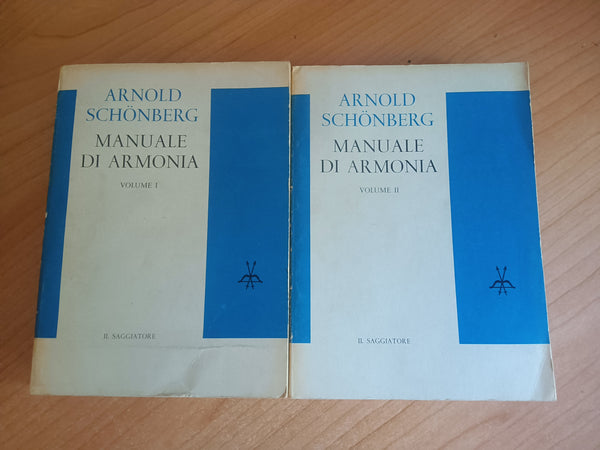 ARNOLD
SCHÖNBERG
MANUALE
DI ARMONIA
VOLUME I
IL SAGGIATORE
ARNOLD
SCHÖNBERG
MANUALE
DI ARMONIA
VOLUME II
IL SAGGIATORE